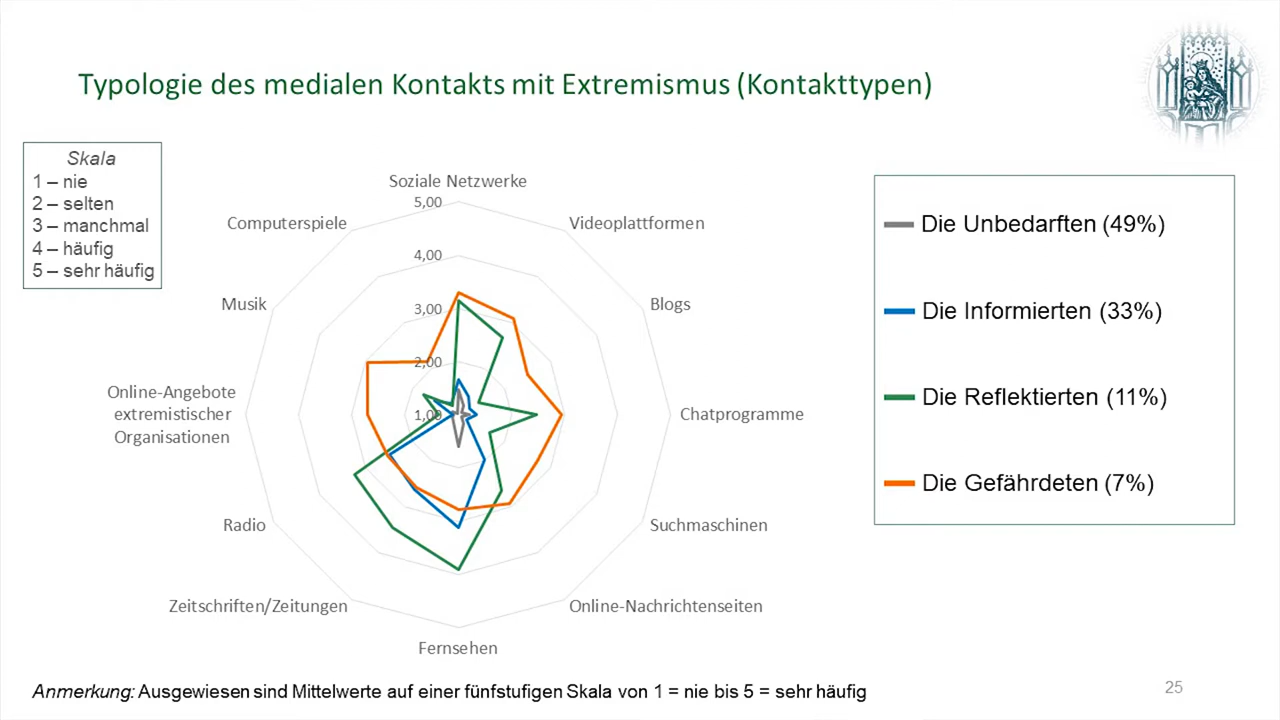 Typologie des medialen Kontakts mit Extremismus (Kontakttypen)
Skala
1 – nie
2 – selten
3 – manchmal
4 – häufig
5 – sehr häufig
Soziale Netzwerke
Videoplattformen
Blogs
Chatprogramme
Suchmaschinen
Online-Nachrichtenseiten
Fernsehen
Zeitschriften/Zeitungen
Radio
Online-Angebote
extremistischer
Organisationen
Musik
Computerspiele
5,00
4,00
3,00
2,00
1,00
Die Unbedarften (49%)
Die Informierten (33%)
Die Reflektierten (11%)
Die Gefährdeten (7%)
Anmerkung: Ausgewiesen sind Mittelwerte auf einer fünfstufigen Skala von 1 = nie bis 5 = sehr häufig
25